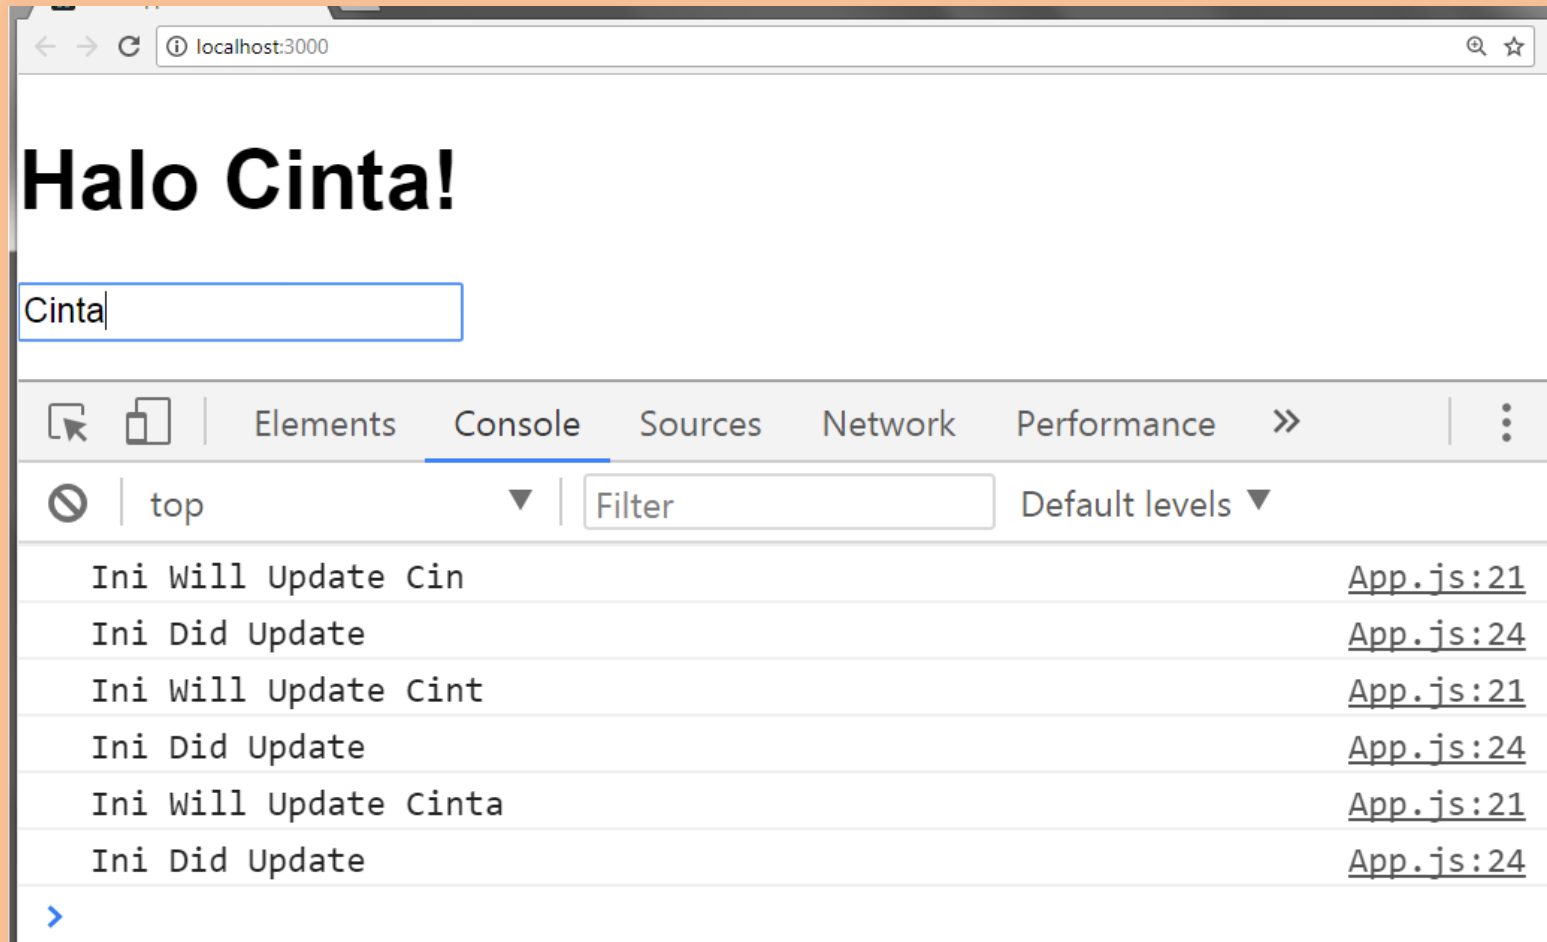 localhost:3000
Halo Cinta!
Cinta
Elements Console Sources Network Performance
top Filter Default levels
Ini Will Update Cin App.js:21
Ini Did Update App.js:24
Ini Will Update Cint App.js:21
Ini Did Update App.js:24
Ini Will Update Cinta App.js:21
Ini Did Update App.js:24